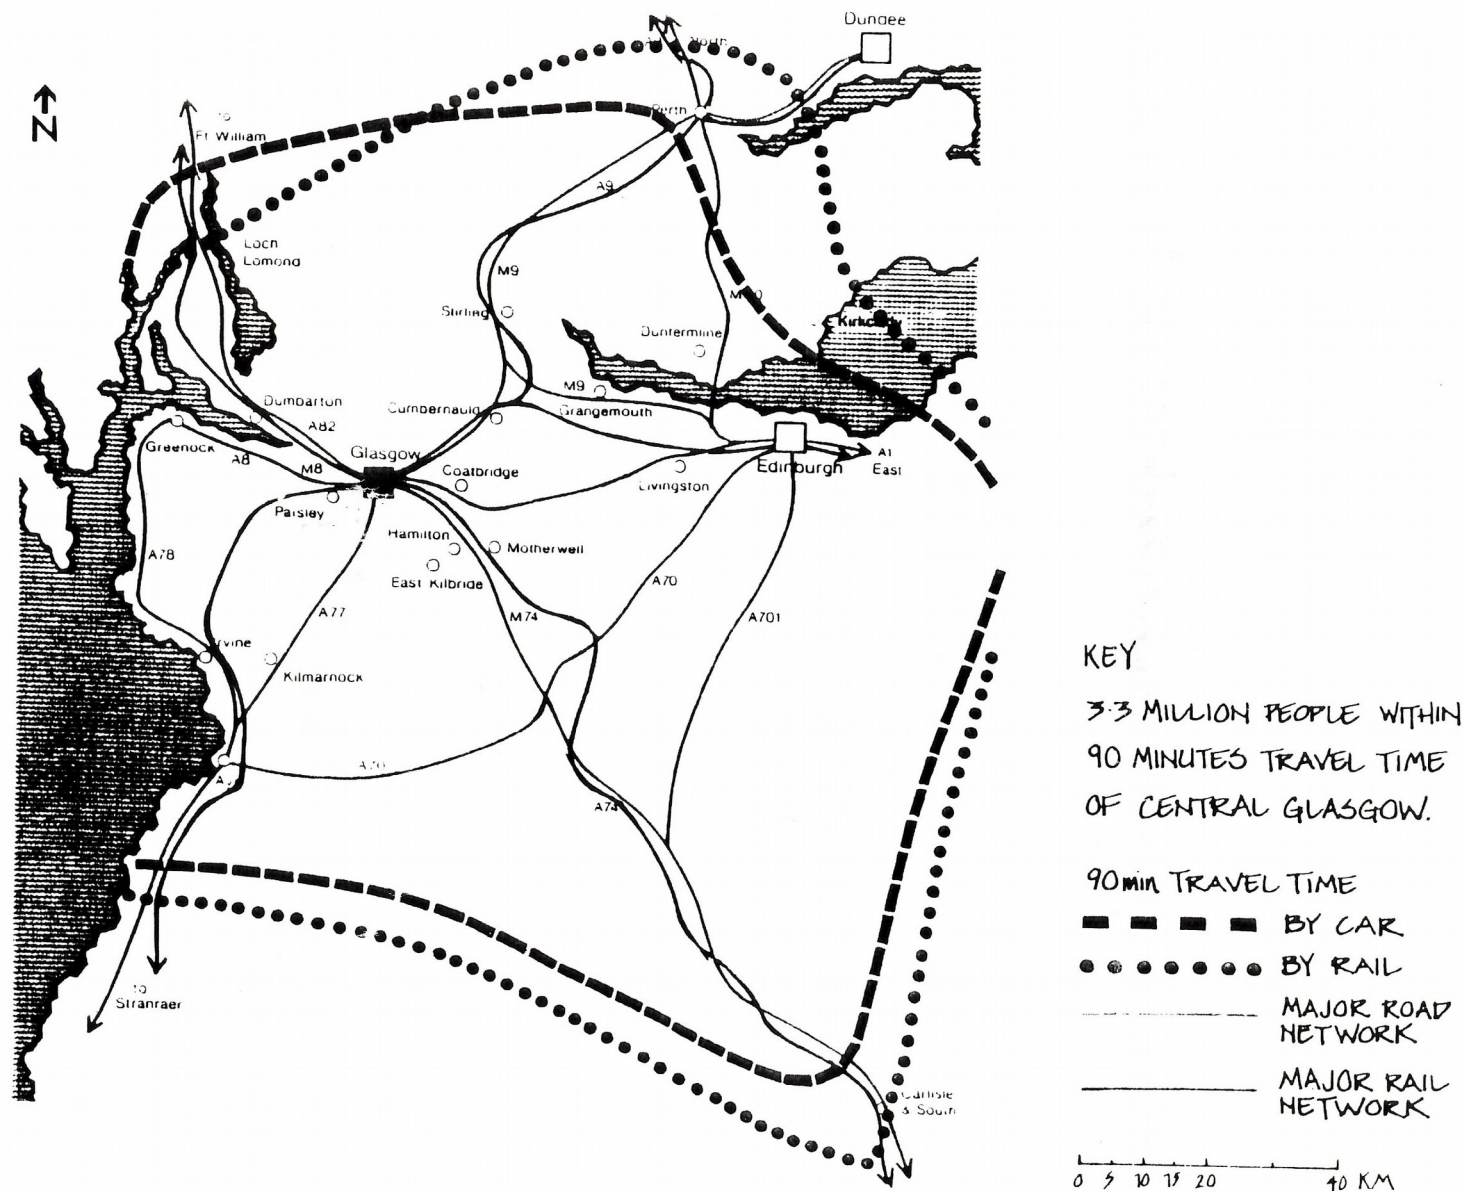 Dundee
North
N
Perth
Ft William
A9
Loch
Lomond
M9
Stirling
Kirkcaldy
Dunfermline
M9
Dumbarton
Cumbernauld
Grangemouth
A82
Greenock
A8
M8
Glasgow
Coatbridge
Livingston
Edinburgh
A1
East
Paisley
Hamilton
Motherwell
A78
East Kilbride
A70
A77
M74
A701
Irvine
Kilmarnock
A74
to
Stranraer
Carlisle
& South
KEY
3.3 MILLION PEOPLE WITHIN
90 MINUTES TRAVEL TIME
OF CENTRAL GLASGOW.
90min TRAVEL TIME
BY CAR
BY RAIL
MAJOR ROAD
NETWORK
MAJOR RAIL
NETWORK
0 5 10 20 40 KM